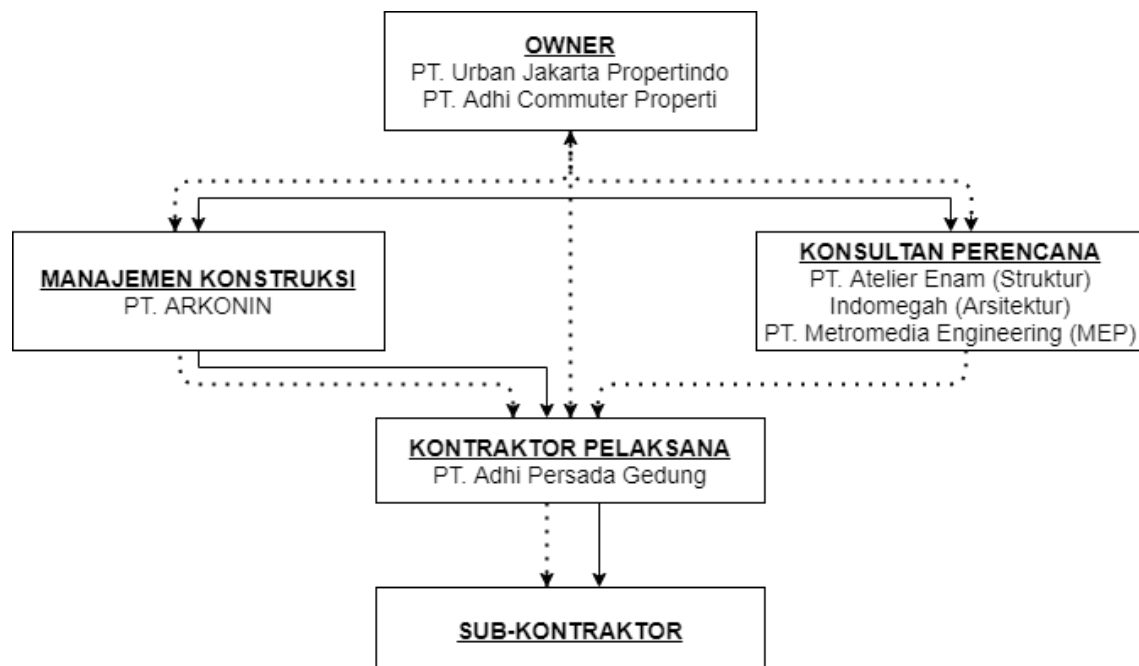 OWNER
PT. Urban Jakarta Propertindo
PT. Adhi Commuter Properti
MANAJEMEN KONSTRUKSI
PT. ARKONIN
KONSULTAN PERENCANA
PT. Atelier Enam (Struktur)
Indomegah (Arsitektur)
PT. Metromedia Engineering (MEP)
KONTRAKTOR PELAKSANA
PT. Adhi Persada Gedung
SUB-KONTRAKTOR